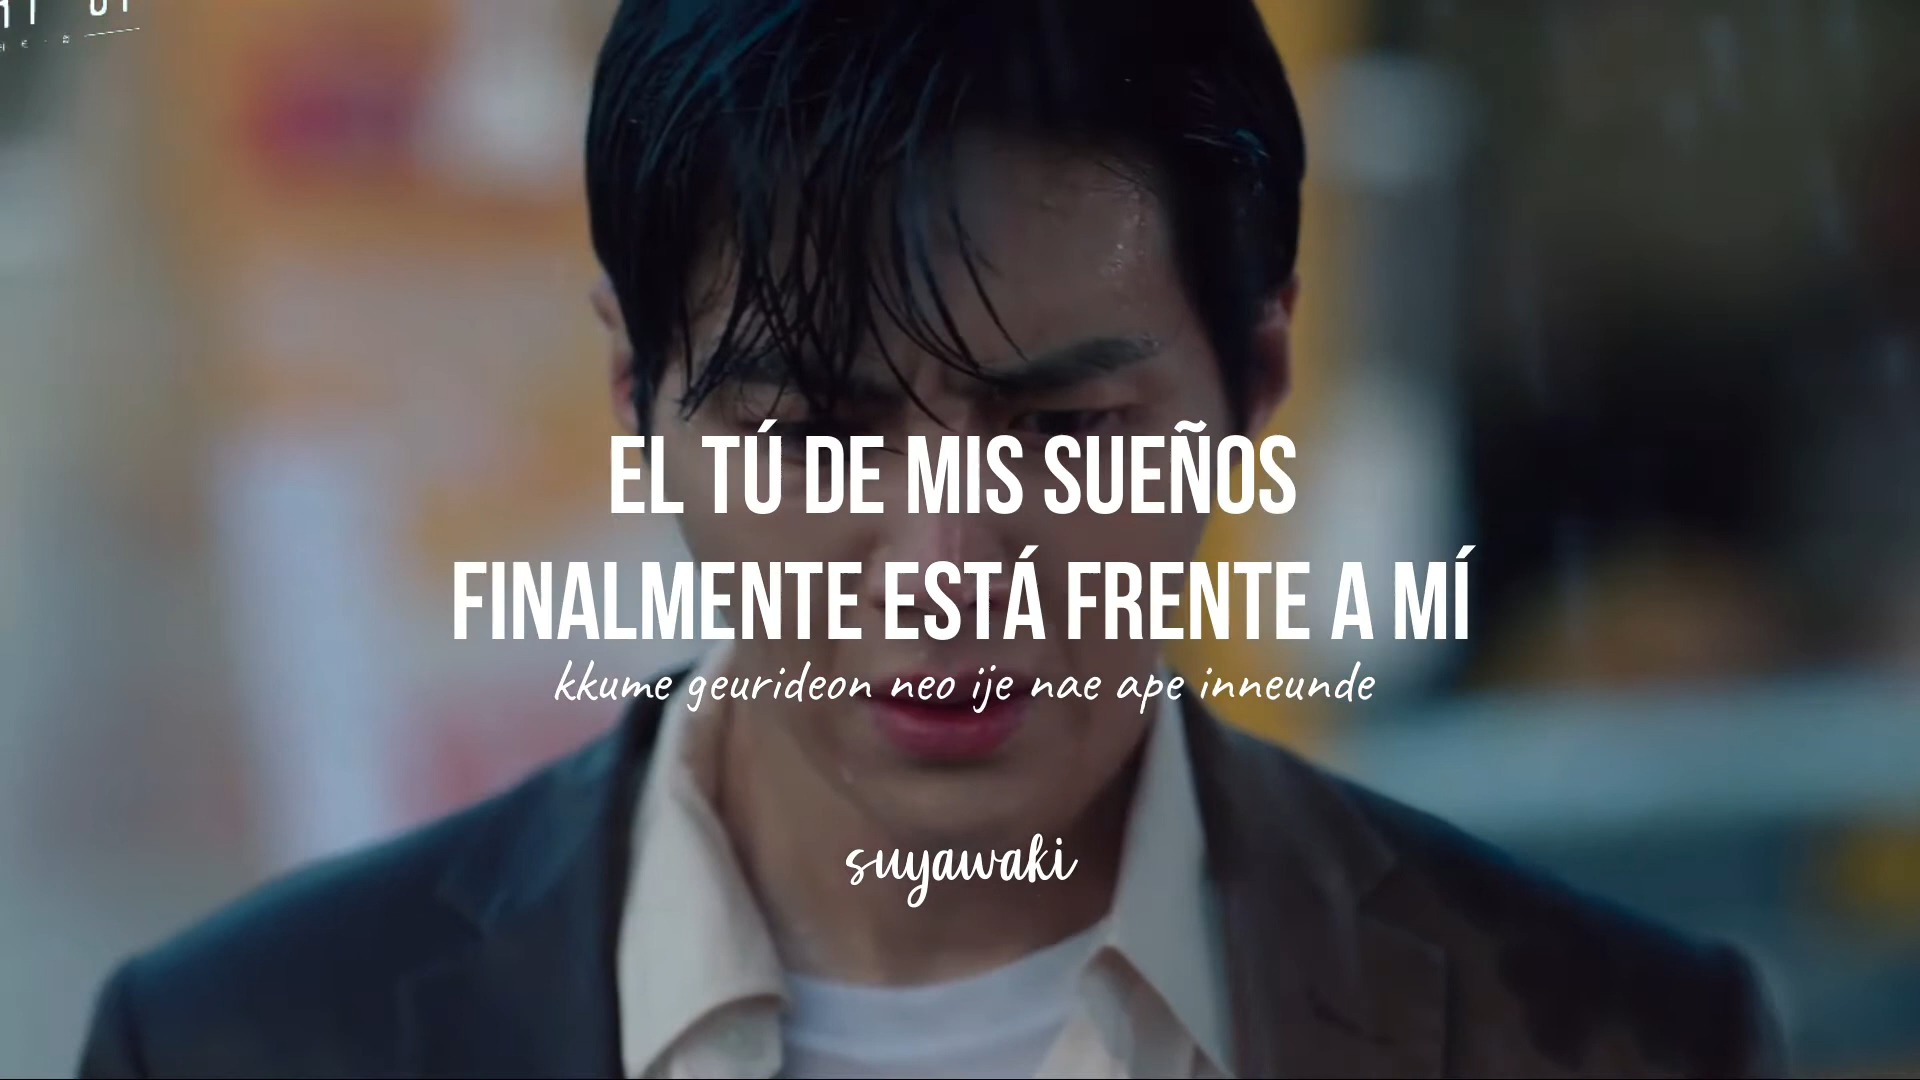 EL TÚ DE MIS SUEÑOS
FINALMENTE ESTÁ FRENTE A MÍ
kkume geurideon neo ije nae ape inneunde
suyawaki